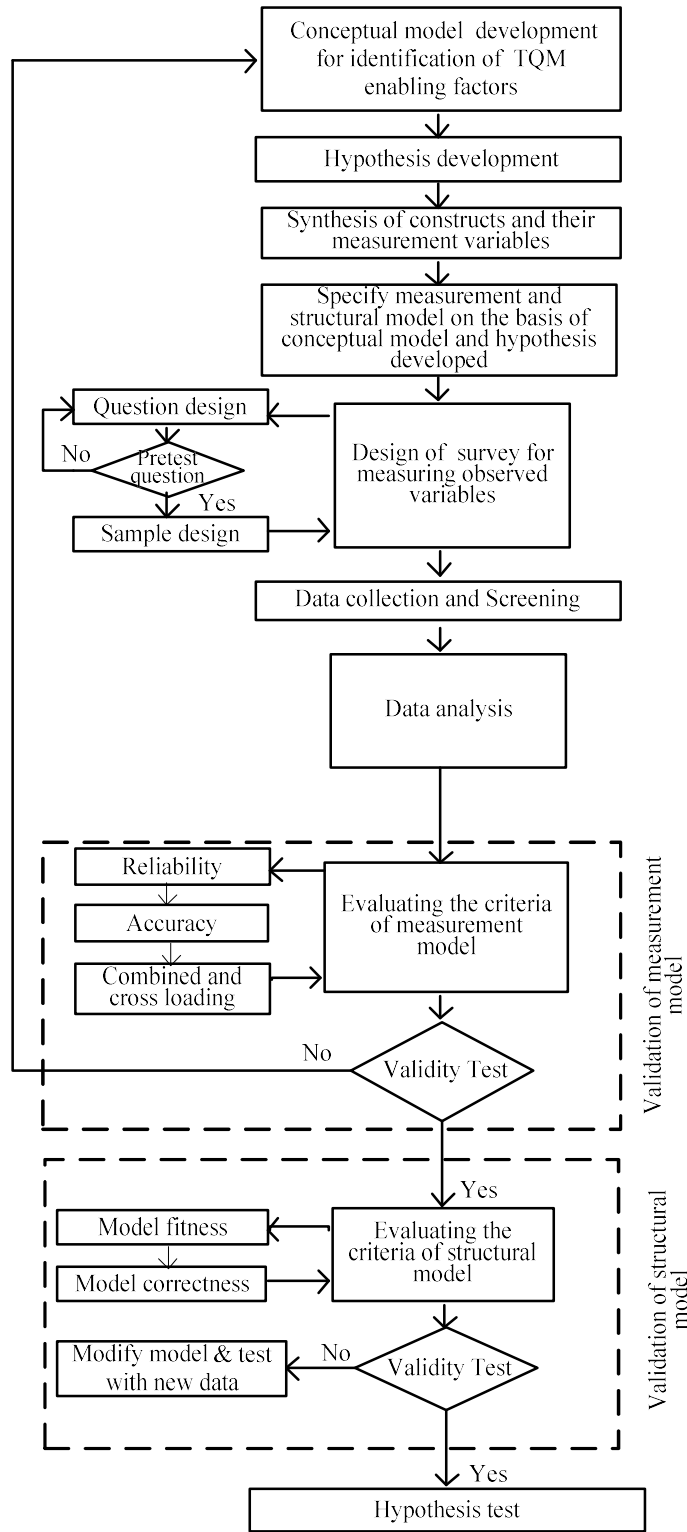 Conceptual model development
for identification of TQM
enabling factors
Hypothesis development
Synthesis of constructs and their
measurement variables
Specify measurement and
structural model on the basis of
conceptual model and hypothesis
developed
Question design
No
Pretest
question
Yes
Sample design
Design of survey for
measuring observed
variables
Data collection and Screening
Data analysis
Reliability
Accuracy
Combined and
cross loading
Evaluating the criteria
of measurement
model
No
Validity Test
Validation of measurement
model
Yes
Model fitness
Model correctness
Evaluating the
criteria of structural
model
Modify model & test
with new data
No
Validity Test
Validation of structural
model
Yes
Hypothesis test